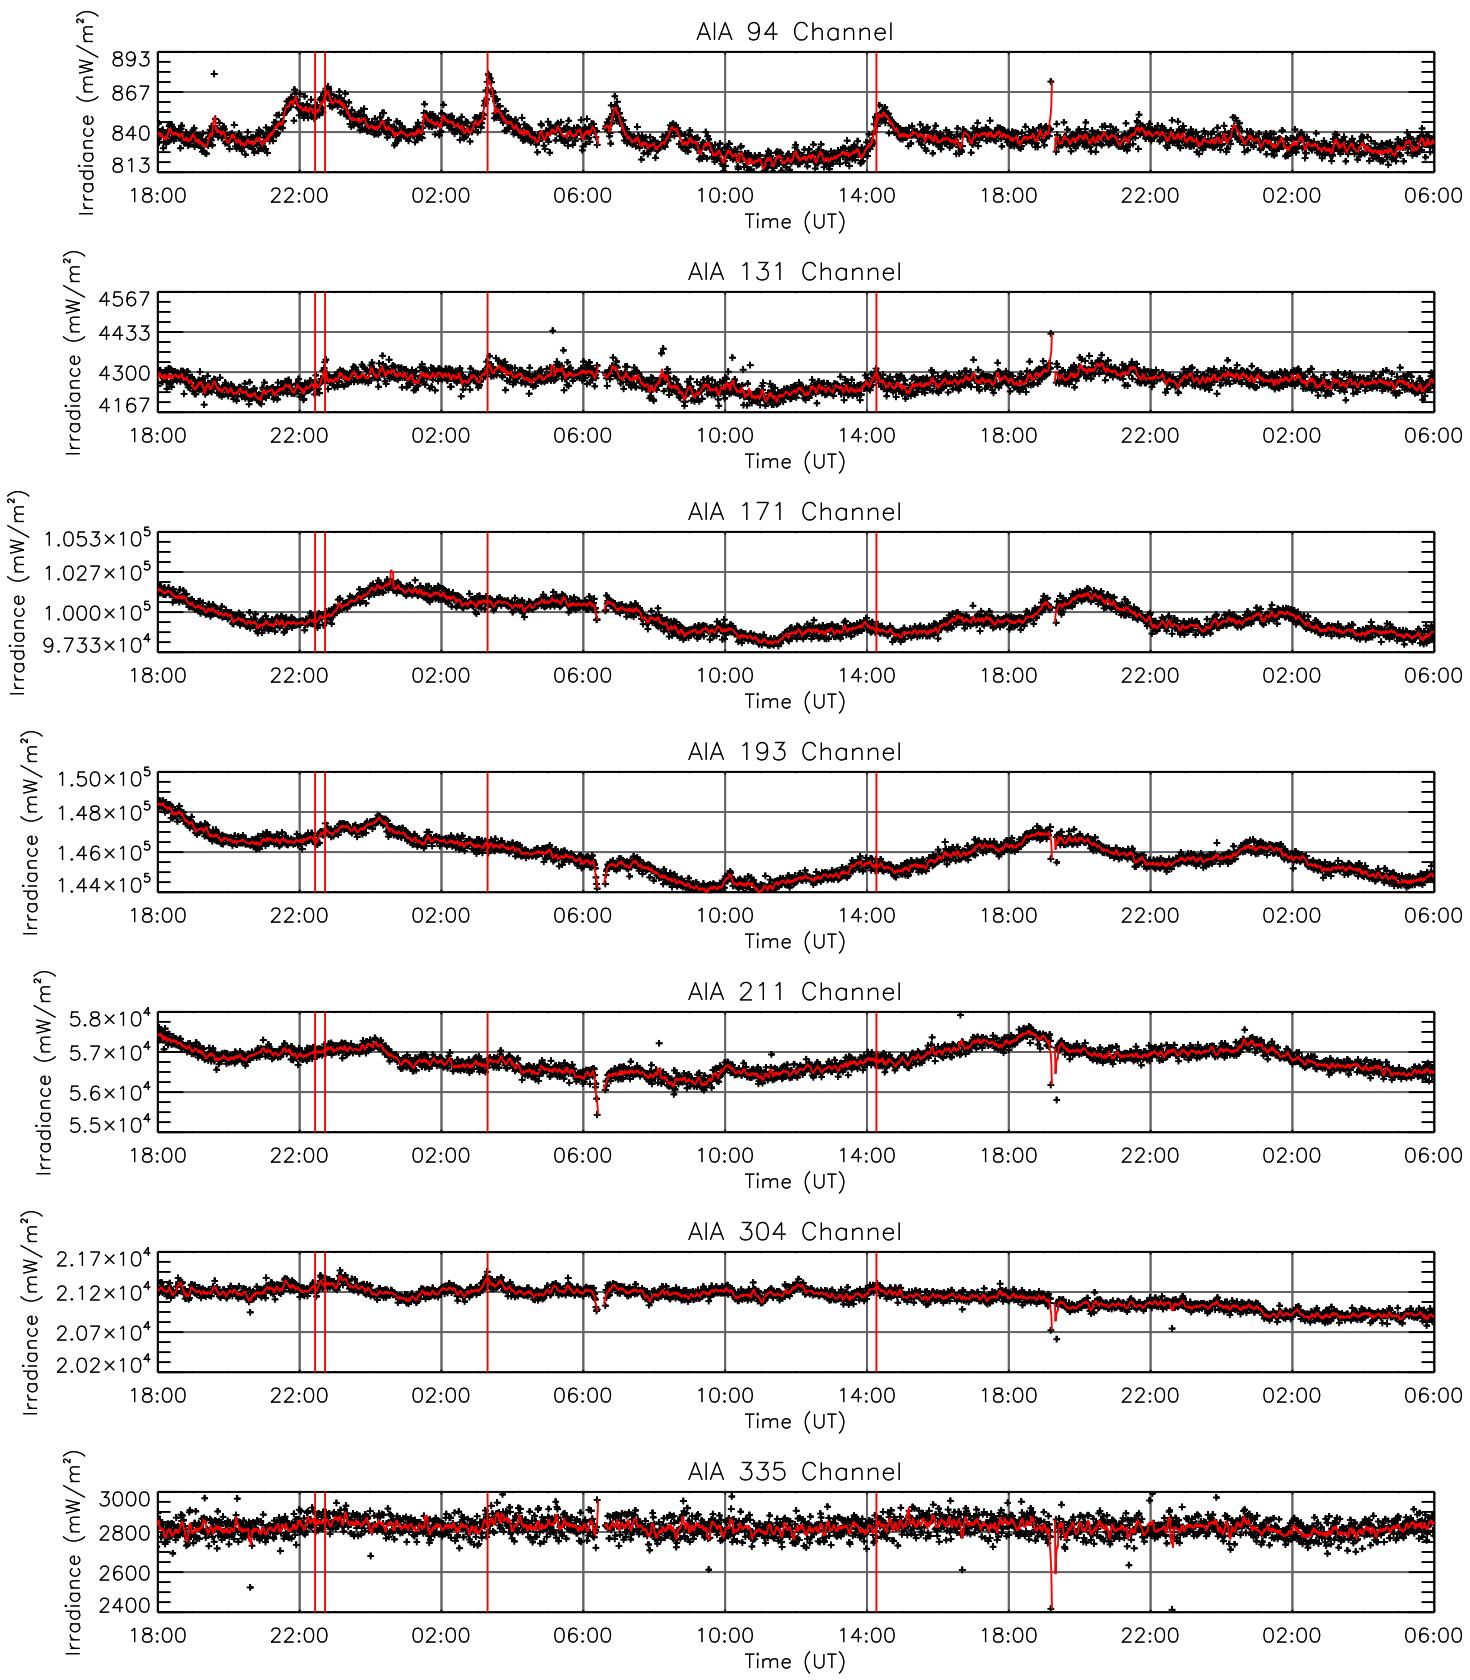 AIA 94 Channel
Irradiance (mW/m²)
893
867
840
813
18:00 22:00 02:00 06:00 10:00 14:00 18:00 22:00 02:00 06:00
Time (UT)
AIA 131 Channel
Irradiance (mW/m²)
4567
4433
4300
4167
18:00 22:00 02:00 06:00 10:00 14:00 18:00 22:00 02:00 06:00
Time (UT)
AIA 171 Channel
Irradiance (mW/m²)
1.053×10⁵
1.027×10⁵
1.000×10⁵
9.733×10⁴
18:00 22:00 02:00 06:00 10:00 14:00 18:00 22:00 02:00 06:00
Time (UT)
AIA 193 Channel
Irradiance (mW/m²)
1.50×10⁵
1.48×10⁵
1.46×10⁵
1.44×10⁵
18:00 22:00 02:00 06:00 10:00 14:00 18:00 22:00 02:00 06:00
Time (UT)
AIA 211 Channel
Irradiance (mW/m²)
5.8×10⁴
5.7×10⁴
5.6×10⁴
5.5×10⁴
18:00 22:00 02:00 06:00 10:00 14:00 18:00 22:00 02:00 06:00
Time (UT)
AIA 304 Channel
Irradiance (mW/m²)
2.17×10⁴
2.12×10⁴
2.07×10⁴
2.02×10⁴
18:00 22:00 02:00 06:00 10:00 14:00 18:00 22:00 02:00 06:00
Time (UT)
AIA 335 Channel
Irradiance (mW/m²)
3000
2800
2600
2400
18:00 22:00 02:00 06:00 10:00 14:00 18:00 22:00 02:00 06:00
Time (UT)